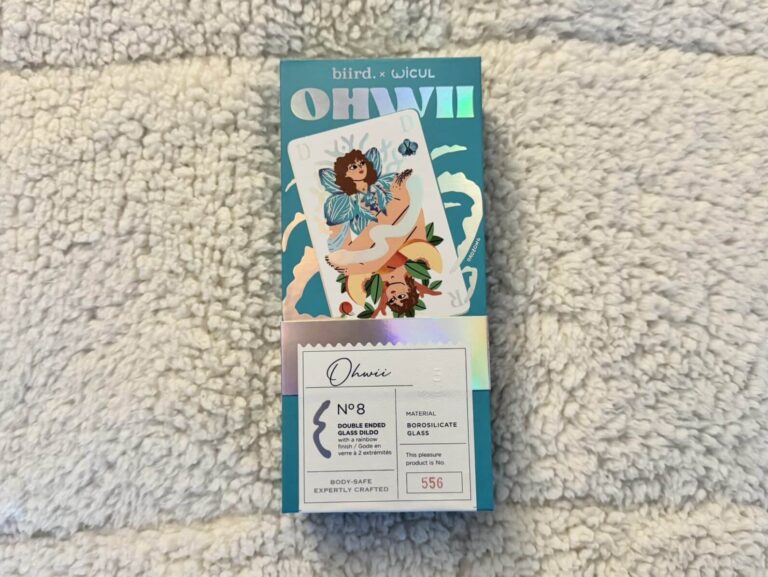 biird. × WiCUL
OHWII
D
D
R
Ohwii
Nº8
DOUBLE ENDED
GLASS DILDO
with a rainbow
finish / Gode en
verre à 2 extrémités
MATERIAL
BOROSILICATE
GLASS
This pleasure
product is No.
556
BODY-SAFE
EXPERTLY CRAFTED